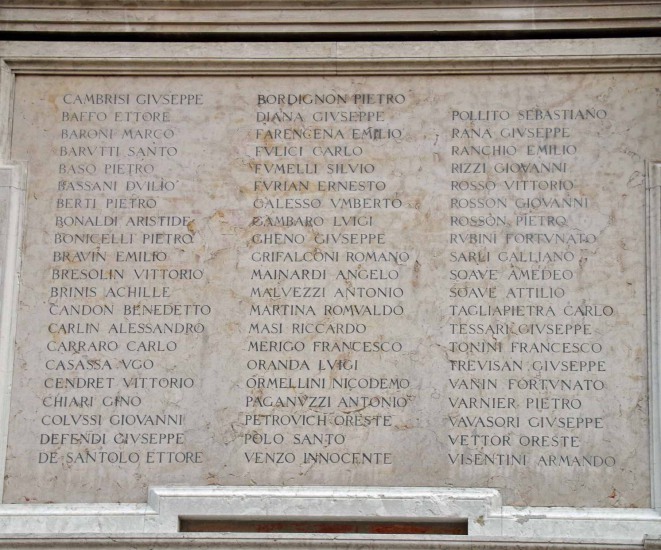 CAMBRISI GIVSEPPE
BAFFO ETTORE
BARONI MARCO
BARVTTI SANTO
BASO PIETRO
BASSANI DVILIO
BERTI PIETRO
BONALDI ARISTIDE
BONICELLI PIETRO
BRAVIN EMILIO
BRESOLIN VITTORIO
BRINIS ACHILLE
CANDON BENEDETTO
CARLIN ALESSANDRO
CARRARO CARLO
CASASSA VGO
CENDRET VITTORIO
CHIARI GINO
COLVSSI GIOVANNI
DEFENDI GIVSEPPE
DE SANTOLO ETTORE
BORDIGNON PIETRO
DIANA GIVSEPPE
FARENCENA EMILIO
FVLICI CARLO
FVMELLI SILVIO
FVRIAN ERNESTO
GALESSO VMBERTO
GAMBARO LVIGI
GHENO GIVSEPPE
GRIFALCONI ROMANO
MAINARDI ANGELO
MALVEZZI ANTONIO
MARTINA ROMVALDO
MASI RICCARDO
MERIGO FRANCESCO
ORANDA LVIGI
ORMELLINI NICODEMO
PAGANVZZI ANTONIO
PETROVICH ORESTE
POLO SANTO
VENZO INNOCENTE
POLLITO SEBASTIANO
RANA GIVSEPPE
RANCHIO EMILIO
RIZZI GIOVANNI
ROSSO VITTORIO
ROSSON GIOVANNI
ROSSON PIETRO
RVBINI FORTVNATO
SARLI GALLIANO
SOAVE AMEDEO
SOAVE ATTILIO
TAGLIAPIETRA CARLO
TESSARI GIVSEPPE
TONINI FRANCESCO
TREVISAN GIVSEPPE
VANIN FORTVNATO
VARNIER PIETRO
VAVASORI GIVSEPPE
VETTOR ORESTE
VISENTINI ARMANDO